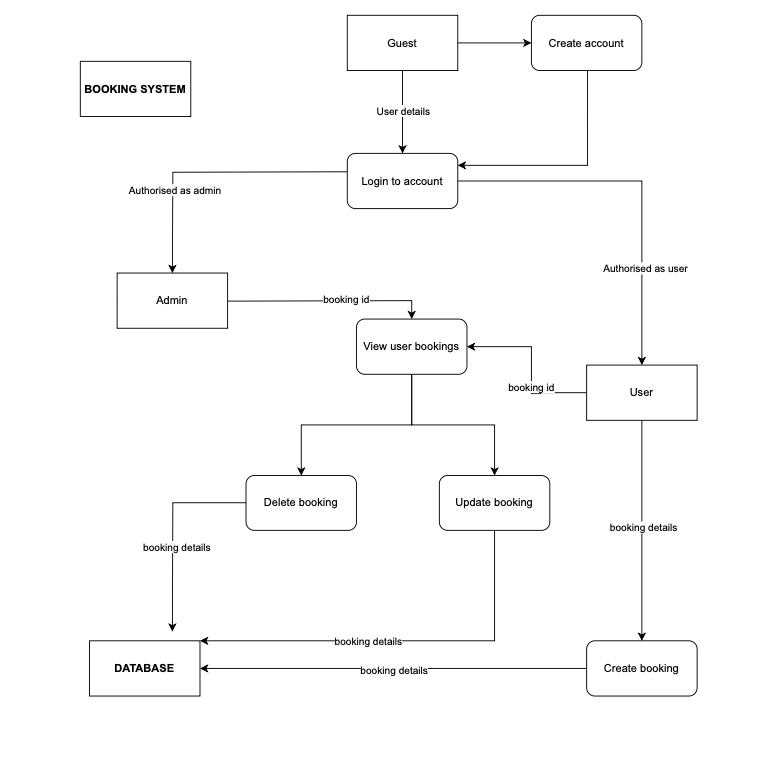 Guest
Create account
BOOKING SYSTEM
User details
Login to account
Authorised as admin
Authorised as user
Admin
booking id
View user bookings
booking id
User
Delete booking
Update booking
booking details
booking details
booking details
DATABASE
booking details
Create booking